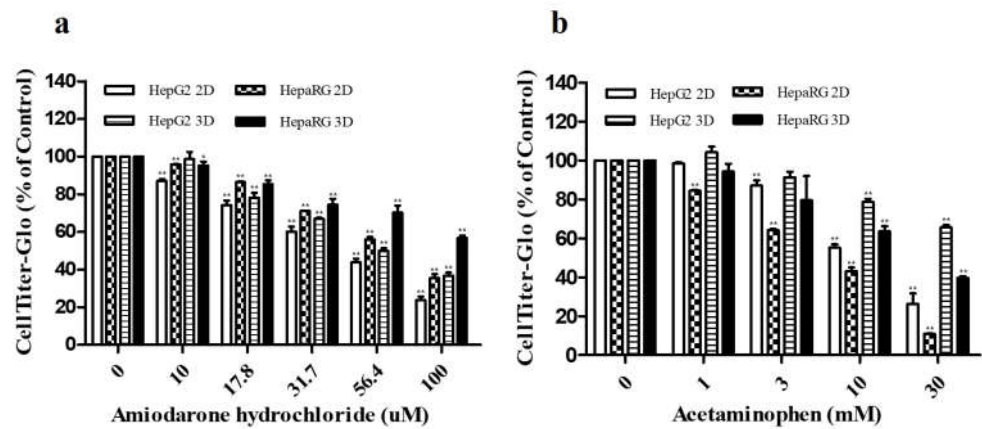 a
CellTiter-Glo (% of Control)
140
120
100
80
60
40
20
0
HepG2 2D
HepaRG 2D
HepG2 3D
HepaRG 3D
** ** *
** ** ** **
** ** ** **
** ** ** **
** ** ** **
0
10
17.8
31.7
56.4
100
Amiodarone hydrochloride (uM)
b
CellTiter-Glo (% of Control)
140
120
100
80
60
40
20
0
HepG2 2D
HepaRG 2D
HepG2 3D
HepaRG 3D
**
** **
** ** ** **
** ** ** **
0
1
3
10
30
Acetaminophen (mM)